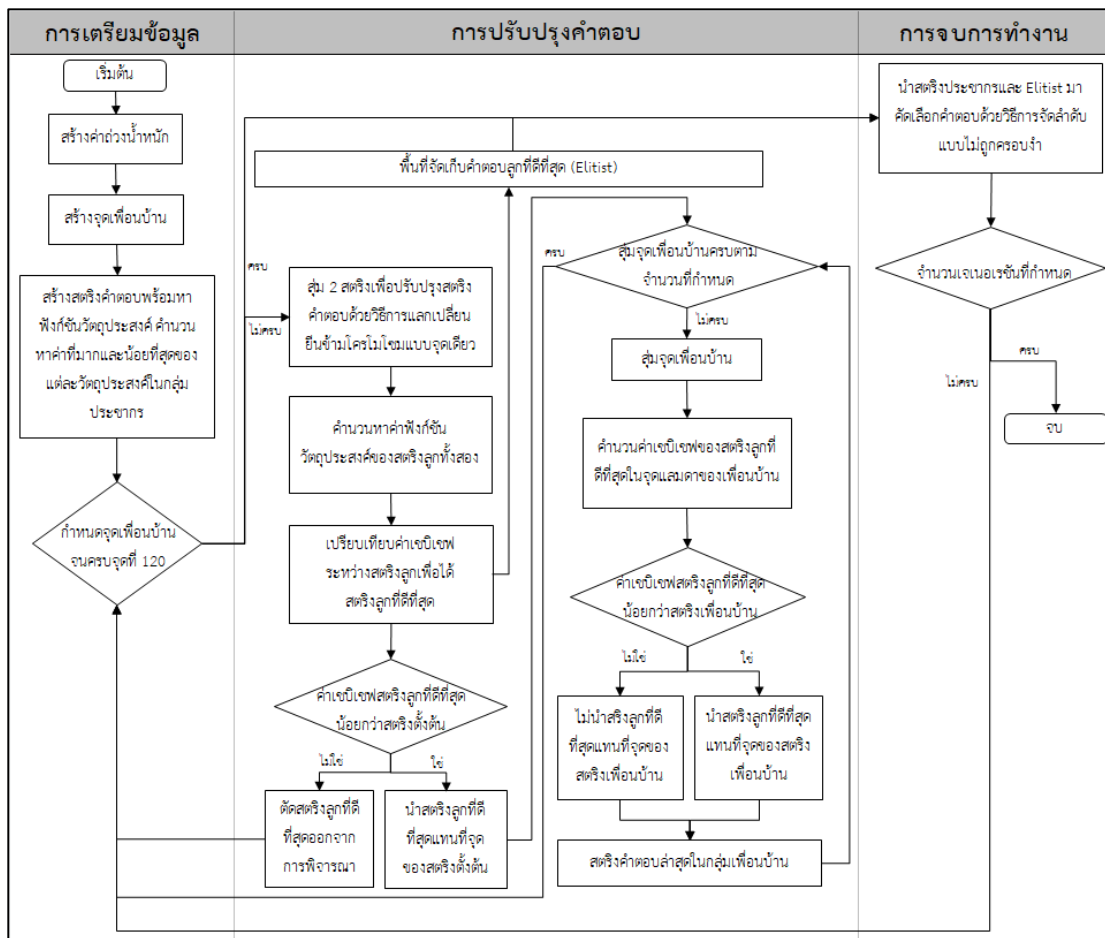 การเตรียมข้อมูล
การปรับปรุงคำตอบ
การจบการทำงาน
เริ่มต้น
สร้างค่าถ่วงน้ำหนัก
สร้างจุดเพื่อนบ้าน
สร้างสตริงคำตอบพร้อมหา
ฟังก์ชันวัตถุประสงค์ คำนวน
หาค่าที่มากและน้อยที่สุดของ
แต่ละวัตถุประสงค์ในกลุ่ม
ประชากร
กำหนดจุดเพื่อนบ้าน
จนครบจุดที่ 120
ครบ
ไม่ครบ
พื้นที่จัดเก็บคำตอบลูกที่ดีที่สุด (Elitist)
สุ่ม 2 สตริงเพื่อปรับปรุงสตริง
คำตอบด้วยวิธีการแลกเปลี่ยน
ยีนข้ามโครโมโซมแบบจุดเดียว
คำนวนหาค่าฟังก์ชัน
วัตถุประสงค์ของสตริงลูกทั้งสอง
เปรียบเทียบค่าเชบิเชฟ
ระหว่างสตริงลูกเพื่อได้
สตริงลูกที่ดีที่สุด
ค่าเชบิเชฟสตริงลูกที่ดีที่สุด
น้อยกว่าสตริงตั้งต้น
ไม่ใช่
ใช่
ตัดสตริงลูกที่ดี
ที่สุดออกจาก
การพิจารณา
นำสตริงลูกที่ดี
ที่สุดแทนที่จุด
ของสตริงตั้งต้น
ครบ
สุ่มจุดเพื่อนบ้านครบตาม
จำนวนที่กำหนด
ไม่ครบ
สุ่มจุดเพื่อนบ้าน
คำนวนค่าเชบิเชฟของสตริงลูกที่
ดีที่สุดในจุดแลมดาของเพื่อนบ้าน
ค่าเชบิเชฟสตริงลูกที่ดีที่สุด
น้อยกว่าสตริงเพื่อนบ้าน
ไม่ใช่
ใช่
ไม่นำสริงลูกที่ดี
ที่สุดแทนที่จุดของ
สตริงเพื่อนบ้าน
นำสตริงลูกที่ดีที่สุด
แทนที่จุดของสตริง
เพื่อนบ้าน
สตริงคำตอบล่าสุดในกลุ่มเพื่อนบ้าน
นำสตริงประชากรและ Elitist มา
คัดเลือกคำตอบด้วยวิธีการจัดลำดับ
แบบไม่ถูกครอบงำ
จำนวนเจเนอเรชันที่กำหนด
ครบ
ไม่ครบ
จบ